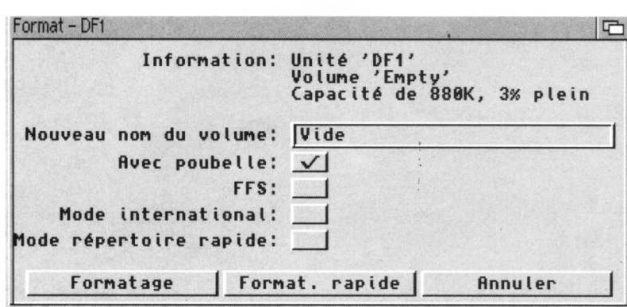 Format – DF1
Information: Unité 'DF1'
Volume 'Empty'
Capacité de 880K, 3% plein
Nouveau nom du volume: Vide
Avec poubelle:
FFS:
Mode international:
Mode répertoire rapide:
Formatage Format. rapide Annuler